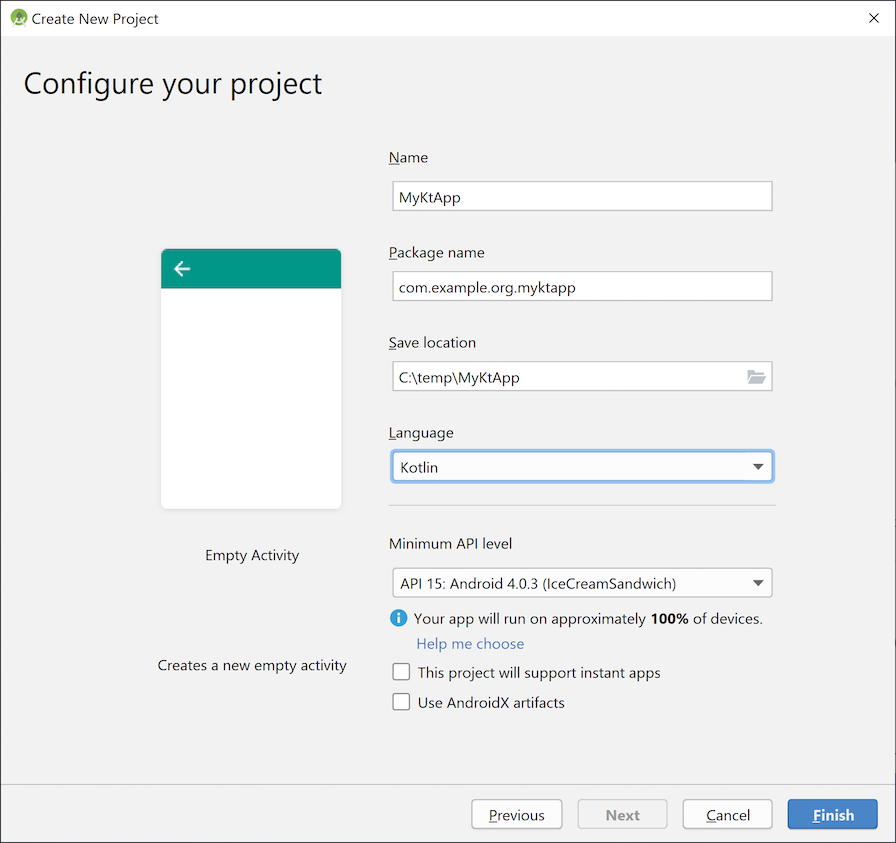 Create New Project
Configure your project
Name
MyKtApp
Package name
com.example.org.myktapp
Save location
C:\temp\MyKtApp
Language
Kotlin
Empty Activity
Creates a new empty activity
Minimum API level
API 15: Android 4.0.3 (IceCreamSandwich)
Your app will run on approximately 100% of devices.
Help me choose
This project will support instant apps
Use AndroidX artifacts
Previous
Next
Cancel
Finish